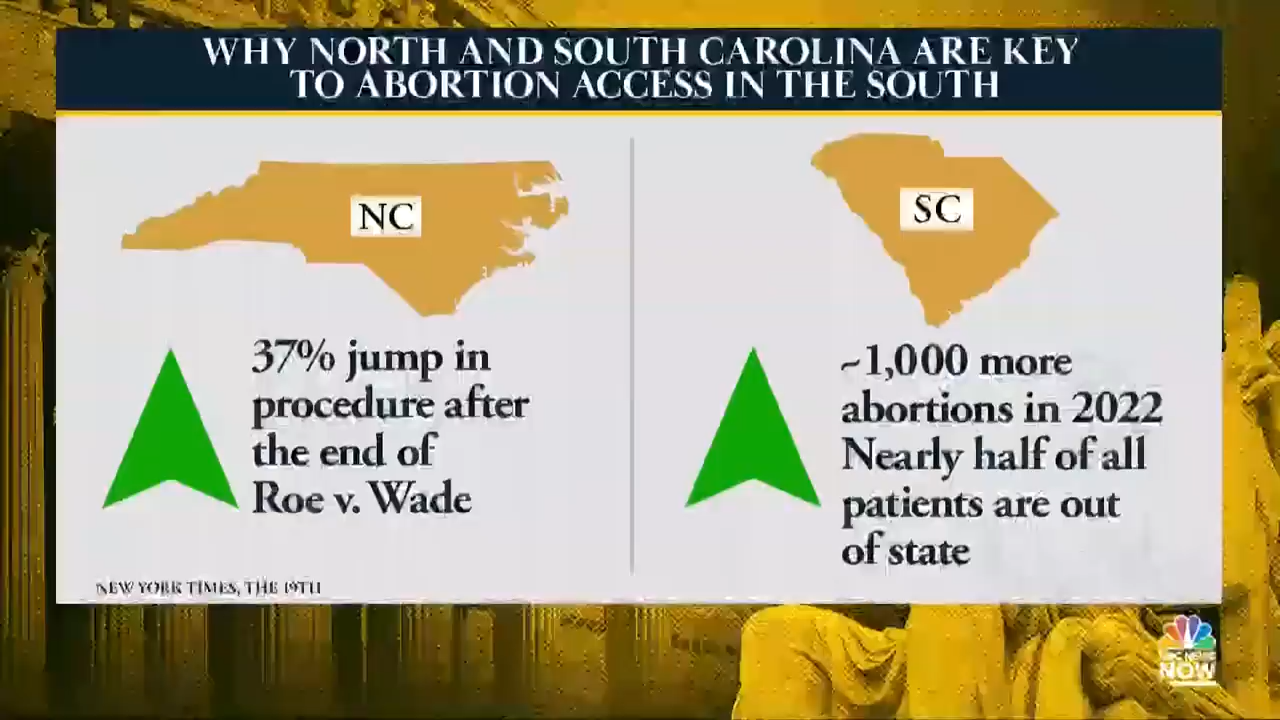 WHY NORTH AND SOUTH CAROLINA ARE KEY
TO ABORTION ACCESS IN THE SOUTH
NC
SC
37% jump in
procedure after
the end of
Roe v. Wade
~1,000 more
abortions in 2022
Nearly half of all
patients are out
of state
NEW YORK TIMES, THE 19TH
NBC NEWS
NOW